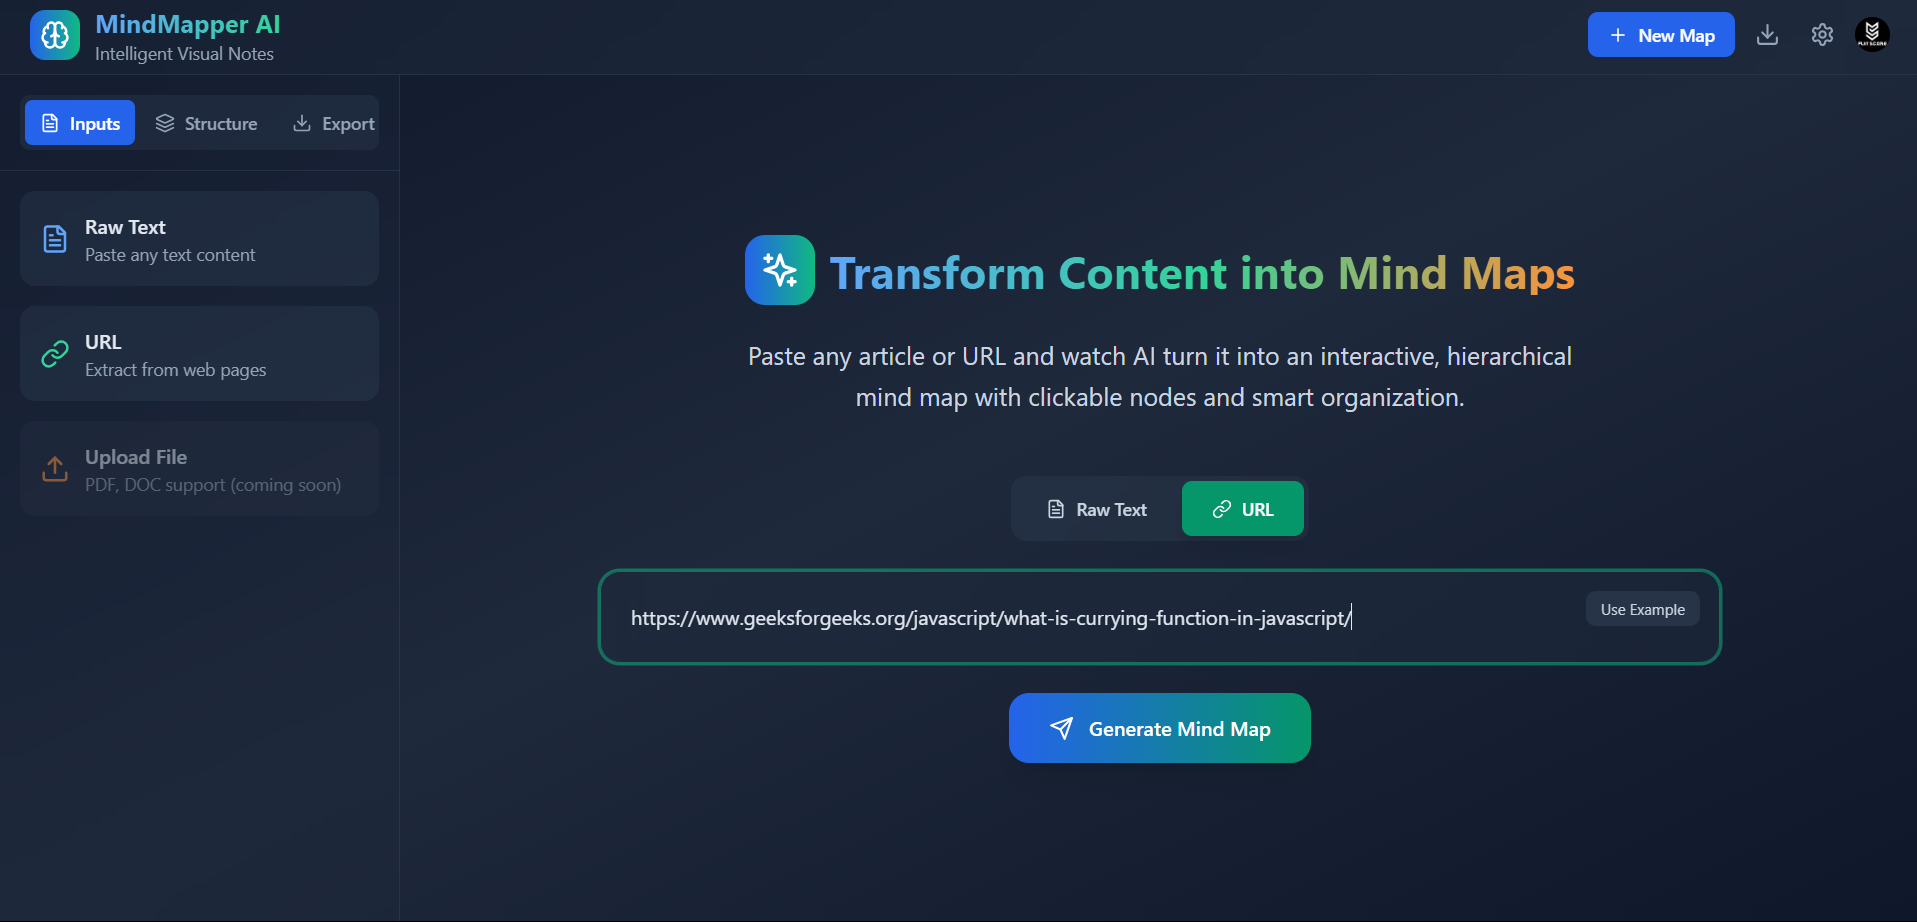 MindMapper AI
Intelligent Visual Notes
New Map
Inputs
Structure
Export
Raw Text
Paste any text content
URL
Extract from web pages
Upload File
PDF, DOC support (coming soon)
Transform Content into Mind Maps
Paste any article or URL and watch AI turn it into an interactive, hierarchical
mind map with clickable nodes and smart organization.
Raw Text
URL
https://www.geeksforgeeks.org/javascript/what-is-currying-function-in-javascript/
Use Example
Generate Mind Map